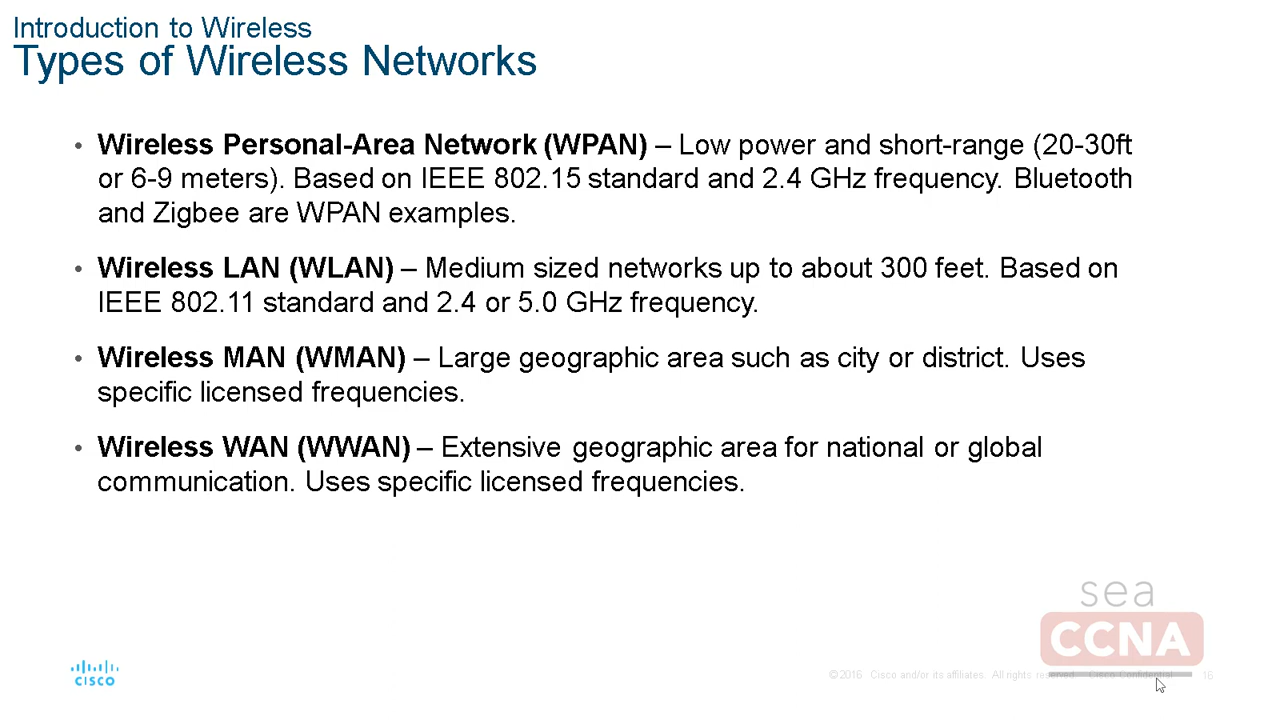 Introduction to Wireless
Types of Wireless Networks
• Wireless Personal-Area Network (WPAN) – Low power and short-range (20-30ft
or 6-9 meters). Based on IEEE 802.15 standard and 2.4 GHz frequency. Bluetooth
and Zigbee are WPAN examples.
• Wireless LAN (WLAN) – Medium sized networks up to about 300 feet. Based on
IEEE 802.11 standard and 2.4 or 5.0 GHz frequency.
• Wireless MAN (WMAN) – Large geographic area such as city or district. Uses
specific licensed frequencies.
• Wireless WAN (WWAN) – Extensive geographic area for national or global
communication. Uses specific licensed frequencies.
sea
CCNA
CISCO
© 2016 Cisco and/or its affiliates. All rights reserved. Cisco Confidential 16